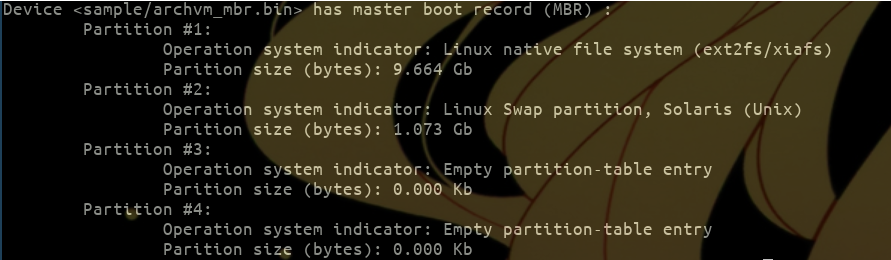 Device <sample/archvm_mbr.bin> has master boot record (MBR) :
Partition #1:
Operation system indicator: Linux native file system (ext2fs/xiafs)
Parition size (bytes): 9.664 Gb
Partition #2:
Operation system indicator: Linux Swap partition, Solaris (Unix)
Parition size (bytes): 1.073 Gb
Partition #3:
Operation system indicator: Empty partition-table entry
Parition size (bytes): 0.000 Kb
Partition #4:
Operation system indicator: Empty partition-table entry
Parition size (bytes): 0.000 Kb